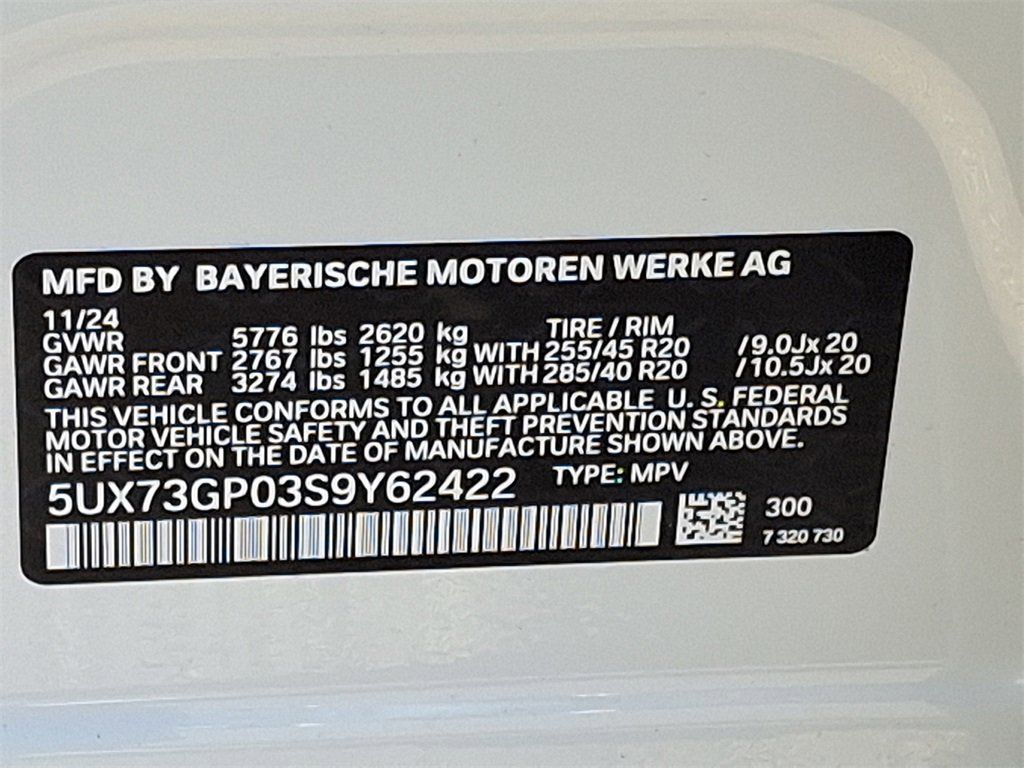 MFD BY BAYERISCHE MOTOREN WERKE AG
11/24
TIRE / RIM
GVWR 5776 lbs 2620 kg
GAWR FRONT 2767 lbs 1255 kg WITH 255/45 R20 /9.0Jx 20
GAWR REAR 3274 lbs 1485 kg WITH 285/40 R20 /10.5Jx 20
THIS VEHICLE CONFORMS TO ALL APPLICABLE U. S. FEDERAL
MOTOR VEHICLE SAFETY AND THEFT PREVENTION STANDARDS
IN EFFECT ON THE DATE OF MANUFACTURE SHOWN ABOVE.
5UX73GP03S9Y62422 TYPE: MPV
300
7 320 730